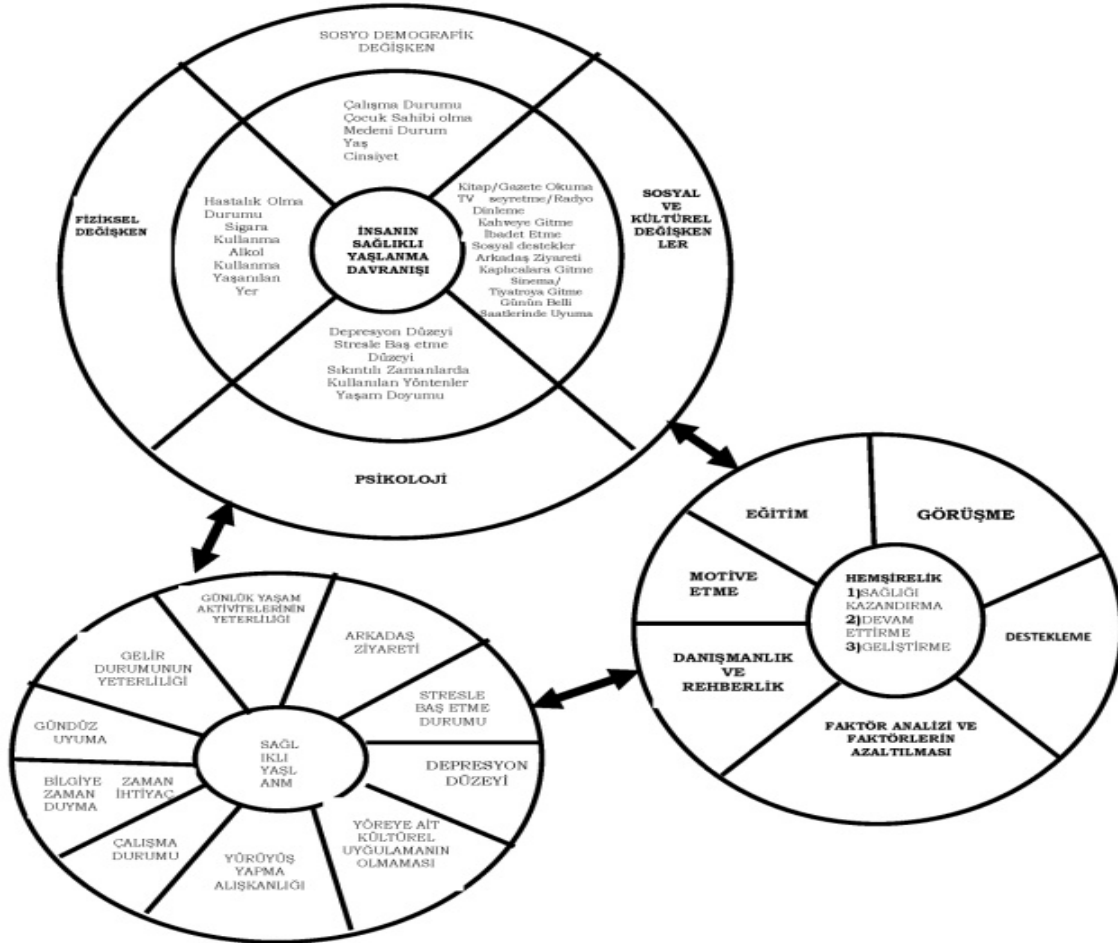 SOSYO DEMOGRAFİK
DEĞİŞKEN
Çalışma Durumu
Çocuk Sahibi olma
Medeni Durum
Yaş
Cinsiyet
FİZİKSEL
DEĞİŞKEN
Hastalık Olma
Durumu
Sigara
Kullanma
Alkol
Kullanma
Yaşanılan
Yer
İNSANIN
SAĞLIKLI
YAŞLANMA
DAVRANIŞI
Kitap/Gazete Okuma
TV seyretme/Radyo
Dinleme
Kahveye Gitme
İbadet Etme
Sosyal destekler
Arkadaş Ziyareti
Kaplıcalara Gitme
Sinema/
Tiyatroya Gitme
Günün Belli
Saatlerinde Uyuma
SOSYAL
VE
KÜLTÜREL
DEĞİŞKEN
LER
Depresyon Düzeyi
Stresle Baş etme
Düzeyi
Sıkıntılı Zamanlarda
Kullanılan Yöntenler
Yaşam Doyumu
PSİKOLOJİ
EĞİTİM
GÖRÜŞME
MOTİVE
ETME
HEMŞİRELİK
1)SAĞLIĞI
KAZANDIRMA
2)DEVAM
ETTİRME
3)GELİŞTİRME
DESTEKLEME
DANIŞMANLIK
VE
REHBERLİK
FAKTÖR ANALİZİ VE
FAKTÖRLERİN
AZALTILMASI
GÜNLÜK YAŞAM
AKTİVİTELERİNİN
YETERLİLİĞİ
ARKADAŞ
ZİYARETİ
GELİR
DURUMUNUN
YETERLİLİĞİ
STRESLE
BAŞ ETME
DURUMU
GÜNDÜZ
UYUMA
SAĞL
IKLI
YAŞL
ANM
DEPRESYON
DÜZEYİ
BİLGİYE ZAMAN
ZAMAN İHTİYAÇ
DUYMA
ÇALIŞMA
DURUMU
YÜRÜYÜŞ
YAPMA
ALIŞKANLIĞI
YÖREYE AİT
KÜLTÜREL
UYGULAMANIN
OLMAMASI